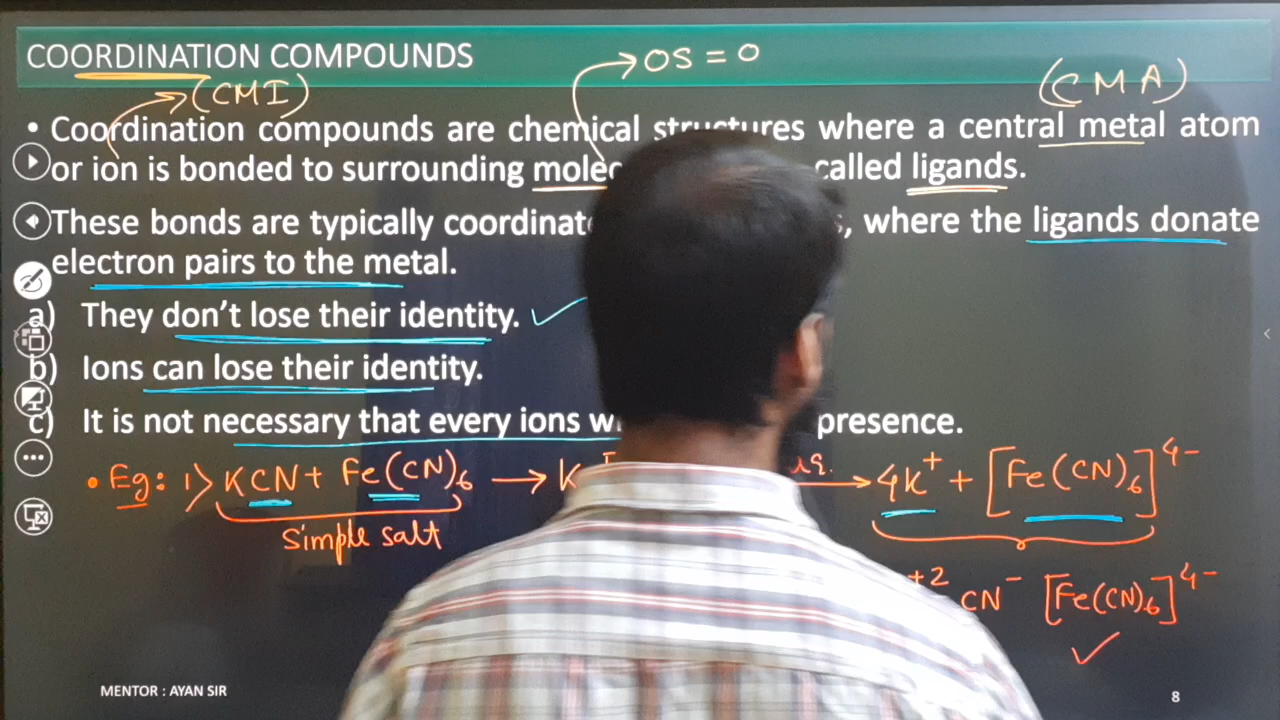 COORDINATION COMPOUNDS
→ OS = 0
→ (CMI)
(CMA)
• Coordination compounds are chemical structures where a central metal atom
or ion is bonded to surrounding called ligands.
These bonds are typically where the ligands donate
electron pairs to the metal.
a) They don't lose their identity. ✓
b) Ions can lose their identity.
c) It is not necessary that every ions presence.
• Eg: 1> KCN + Fe(CN)₆ → K → 4K⁺ + [Fe(CN)₆]⁴⁻
Simple salt
+2 CN⁻ [Fe(CN)₆]⁴⁻
✓
MENTOR : AYAN SIR
8